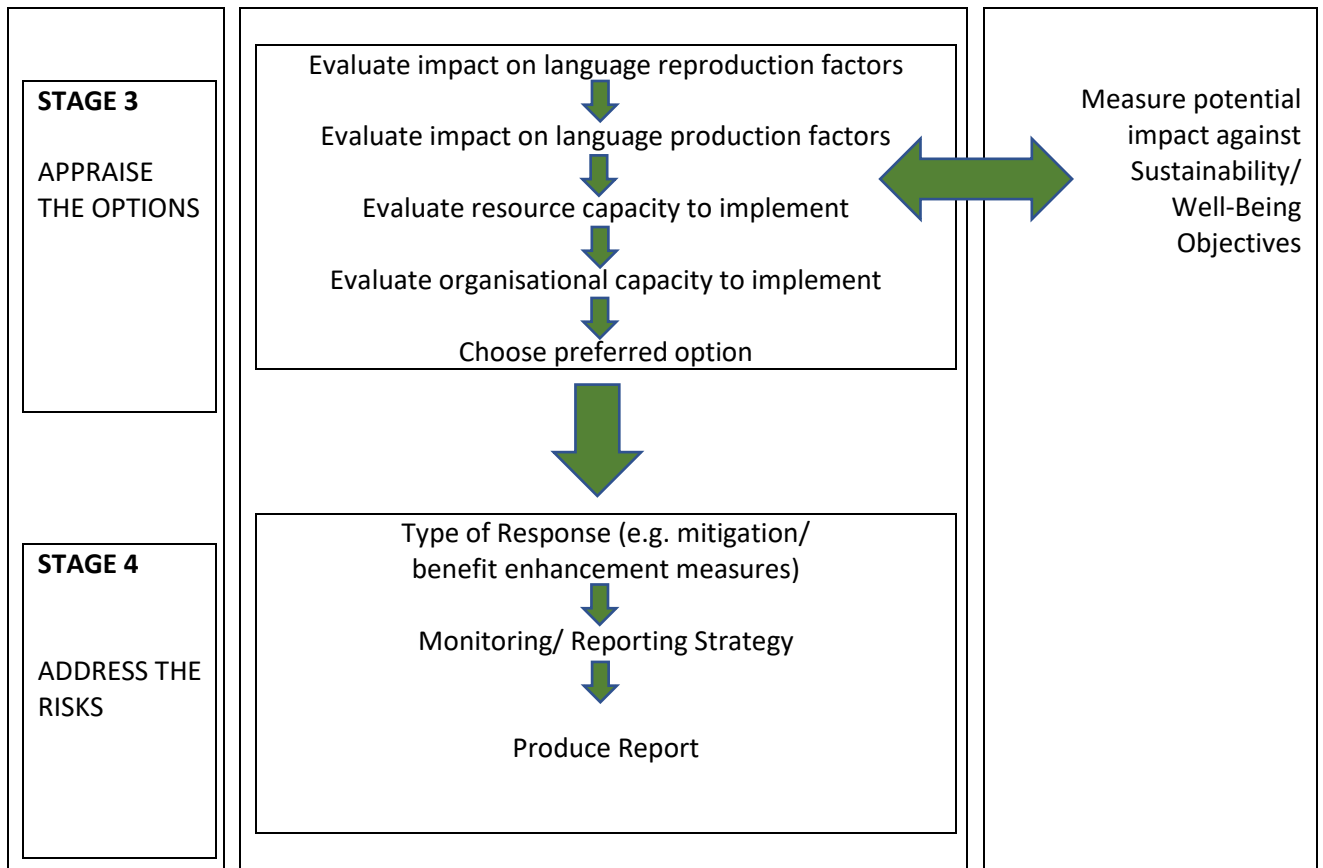 STAGE 3
APPRAISE
THE OPTIONS
Evaluate impact on language reproduction factors
Evaluate impact on language production factors
Evaluate resource capacity to implement
Evaluate organisational capacity to implement
Choose preferred option
Measure potential
impact against
Sustainability/
Well-Being
Objectives
STAGE 4
ADDRESS THE
RISKS
Type of Response (e.g. mitigation/
benefit enhancement measures)
Monitoring/ Reporting Strategy
Produce Report